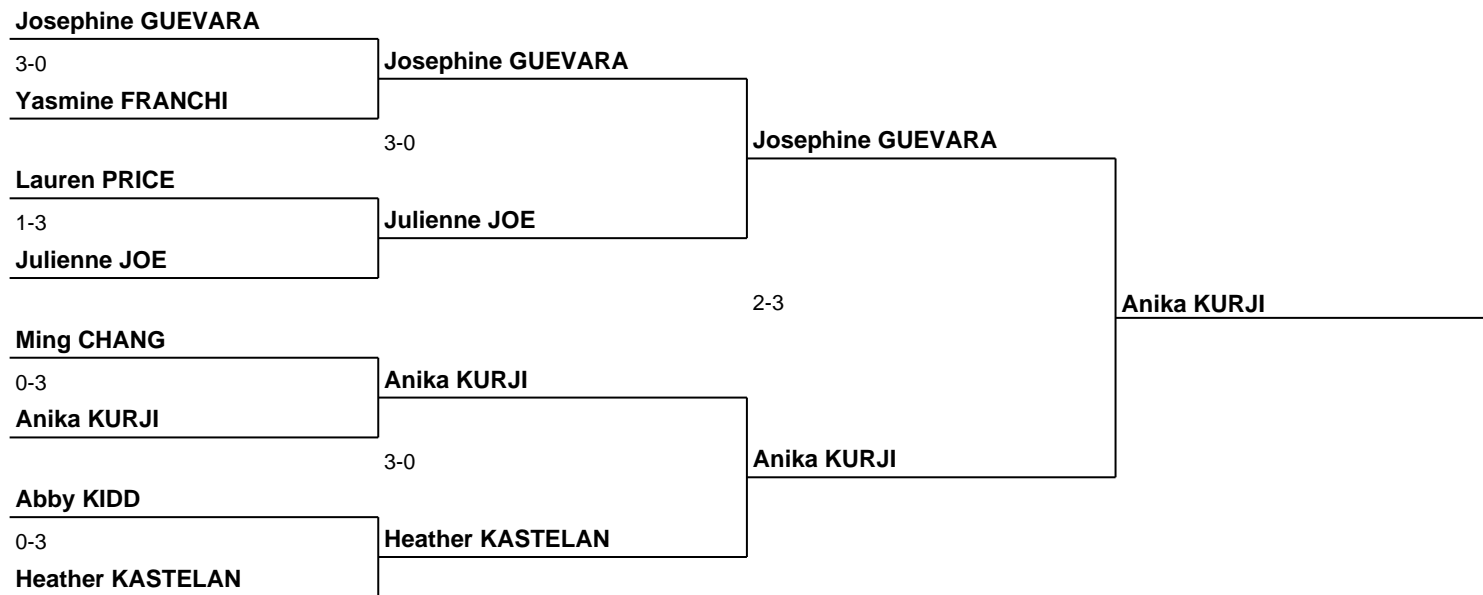 Josephine GUEVARA
3-0
Josephine GUEVARA
Yasmine FRANCHI
3-0
Josephine GUEVARA
Lauren PRICE
1-3
Julienne JOE
Julienne JOE
2-3
Anika KURJI
Ming CHANG
0-3
Anika KURJI
Anika KURJI
3-0
Anika KURJI
Abby KIDD
0-3
Heather KASTELAN
Heather KASTELAN